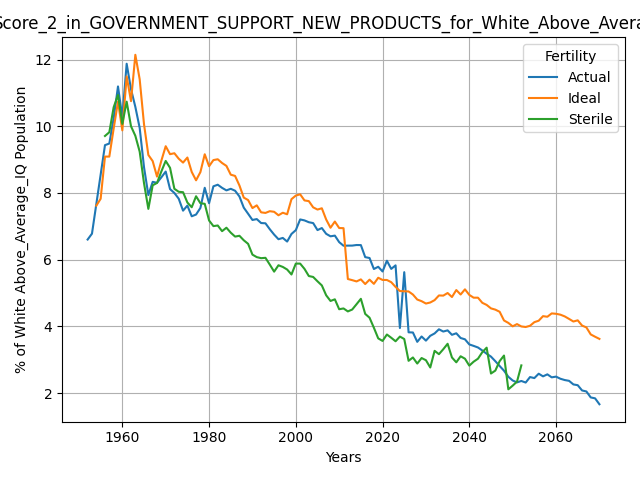 Score_2_in_GOVERNMENT_SUPPORT_NEW_PRODUCTS_for_White_Above_Avera
Fertility
Actual
Ideal
Sterile
% of White Above_Average_IQ Population
12
10
8
6
4
2
1960 1980 2000 2020 2040 2060
Years